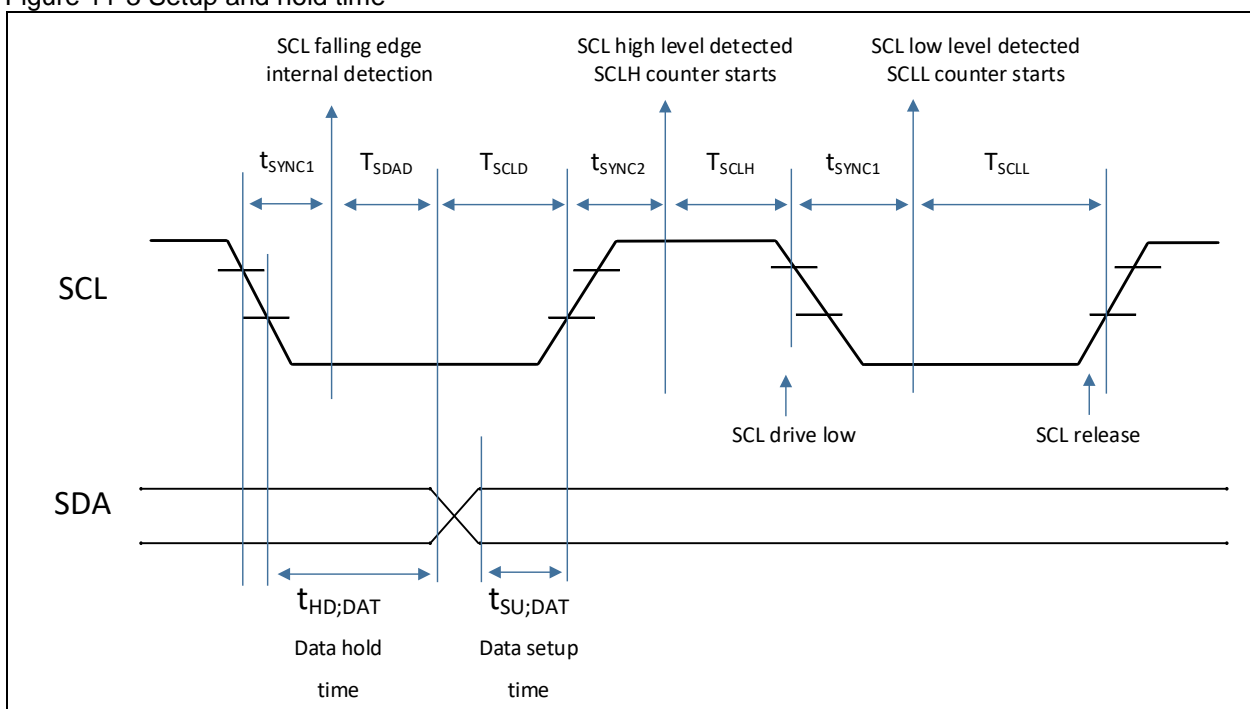 Figure 11-3 Setup and hold time
SCL falling edge
internal detection
SCL high level detected
SCLH counter starts
SCL low level detected
SCLL counter starts
tSYNC1
TSDAD
TSCLD
tSYNC2
TSCLH
tSYNC1
TSCLL
SCL
SCL drive low
SCL release
SDA
tHD;DAT
Data hold
time
tSU;DAT
Data setup
time